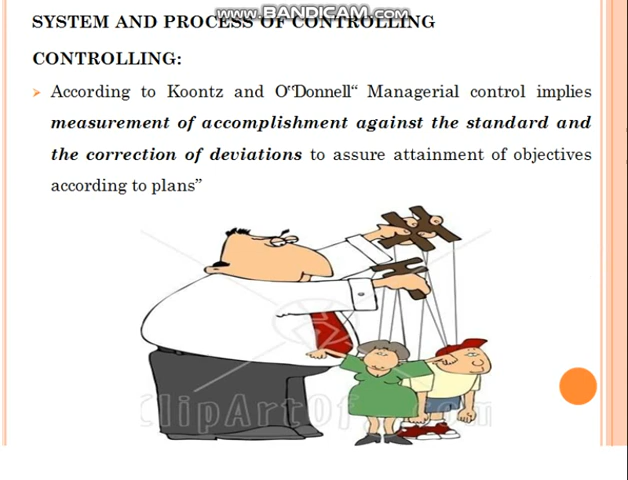 www.BANDICAM.com
SYSTEM AND PROCESS OF CONTROLLING
CONTROLLING:
According to Koontz and O'Donnell“ Managerial control implies
measurement of accomplishment against the standard and
the correction of deviations to assure attainment of objectives
according to plans”
ClipArtOf.com